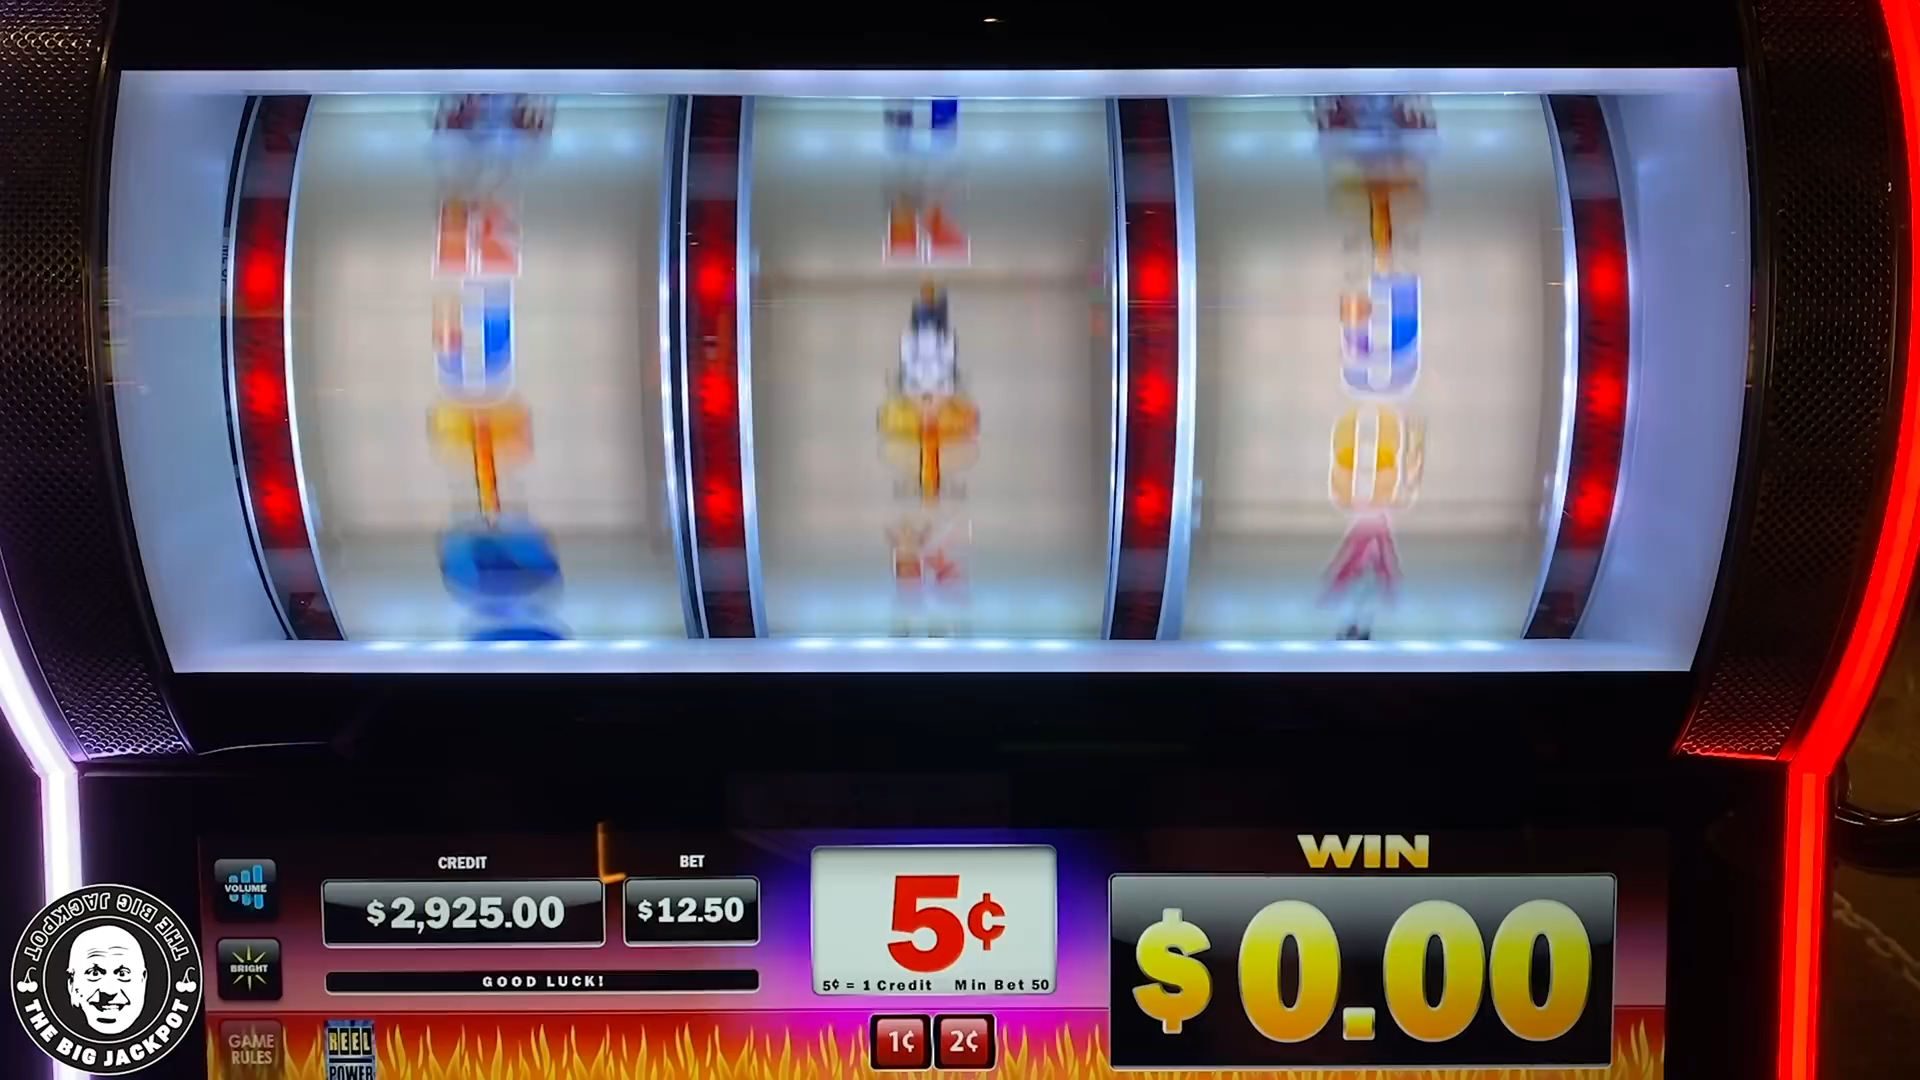 K
K
J
J
10
K
A
CREDIT
BET
WIN
VOLUME
$2,925.00
$12.50
5¢
$0.00
BRIGHT
GOOD LUCK!
5¢ = 1 Credit Min Bet 50
GAME
RULES
REEL
POWER
1¢
2¢
THE BIG JACKPOT
THE BIG JACKPOT